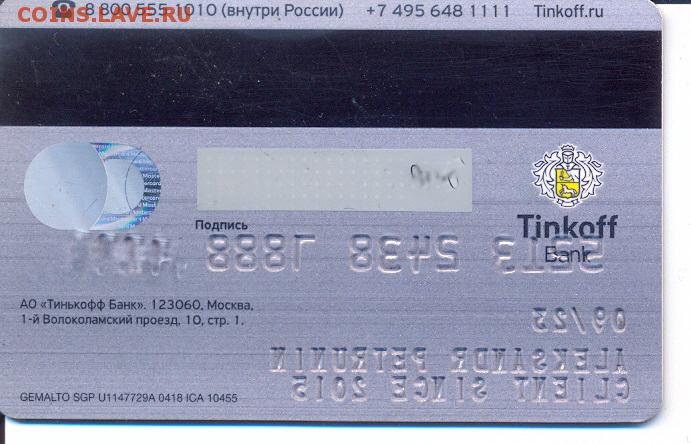 COINS.LAVE.RU
☎ 8 800 555-1010 (внутри России) +7 495 648 1111 Tinkoff.ru
Подпись
Tinkoff
Bank
АО «Тинькофф Банк». 123060, Москва,
1-й Волоколамский проезд, 10, стр. 1.
09/23
ALEKSANDR PETRUNIN
CLIENT SINCE 2015
GEMALTO SGP U1147729A 0418 ICA 10455